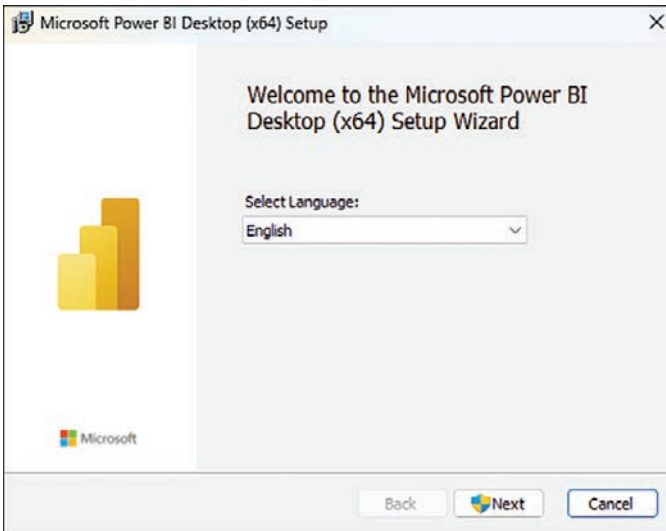 Microsoft Power BI Desktop (x64) Setup
Welcome to the Microsoft Power BI
Desktop (x64) Setup Wizard
Select Language:
English
Microsoft
Back
Next
Cancel